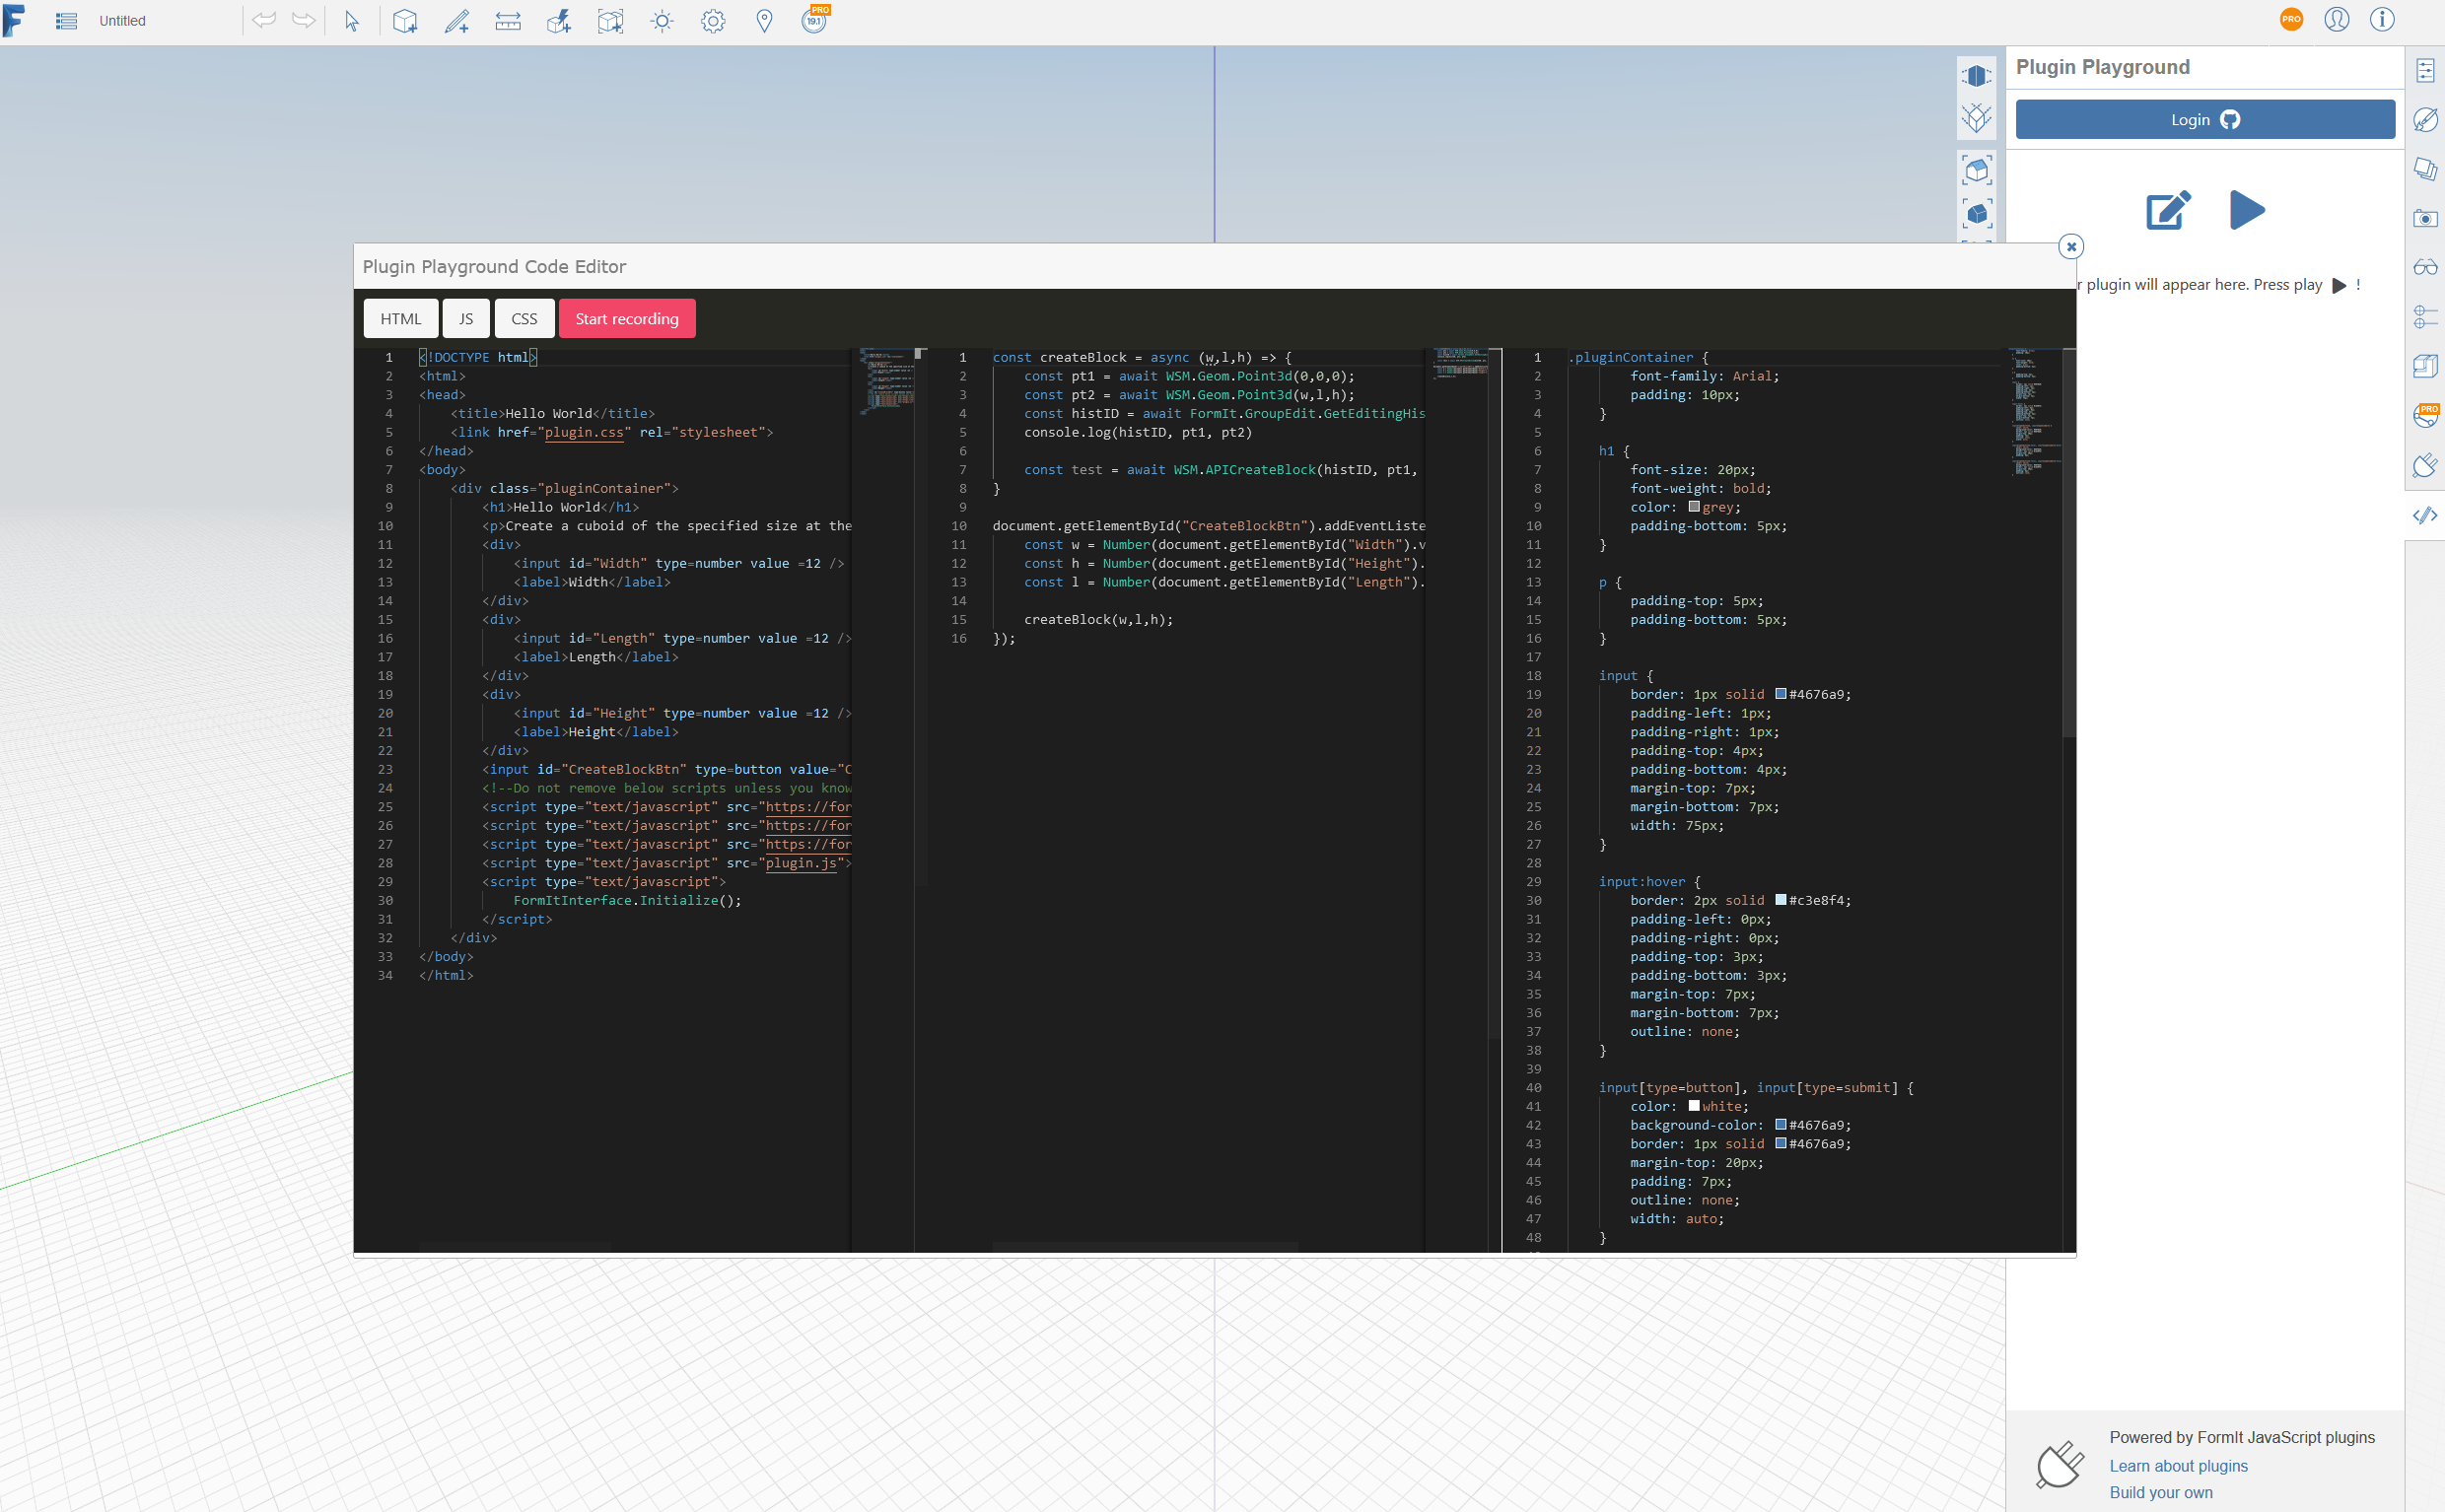 Untitled
PRO
19.1
PRO
Plugin Playground
Login
r plugin will appear here. Press play !
Plugin Playground Code Editor
HTML JS CSS Start recording
1 <!DOCTYPE html>
2 <html>
3 <head>
4 <title>Hello World</title>
5 <link href="plugin.css" rel="stylesheet">
6 </head>
7 <body>
8 <div class="pluginContainer">
9 <h1>Hello World</h1>
10 <p>Create a cuboid of the specified size at the
11 <div>
12 <input id="Width" type=number value =12 />
13 <label>Width</label>
14 </div>
15 <div>
16 <input id="Length" type=number value =12 />
17 <label>Length</label>
18 </div>
19 <div>
20 <input id="Height" type=number value =12 />
21 <label>Height</label>
22 </div>
23 <input id="CreateBlockBtn" type=button value="C
24 <!--Do not remove below scripts unless you know
25 <script type="text/javascript" src="https://for
26 <script type="text/javascript" src="https://for
27 <script type="text/javascript" src="https://for
28 <script type="text/javascript" src="plugin.js">
29 <script type="text/javascript">
30 FormItInterface.Initialize();
31 </script>
32 </div>
33 </body>
34 </html>
1 const createBlock = async (w,l,h) => {
2 const pt1 = await WSM.Geom.Point3d(0,0,0);
3 const pt2 = await WSM.Geom.Point3d(w,l,h);
4 const histID = await FormIt.GroupEdit.GetEditingHis
5 console.log(histID, pt1, pt2)
6
7 const test = await WSM.APICreateBlock(histID, pt1,
8 }
9
10 document.getElementById("CreateBlockBtn").addEventListe
11 const w = Number(document.getElementById("Width").v
12 const h = Number(document.getElementById("Height").
13 const l = Number(document.getElementById("Length").
14
15 createBlock(w,l,h);
16 });
1 .pluginContainer {
2 font-family: Arial;
3 padding: 10px;
4 }
5
6 h1 {
7 font-size: 20px;
8 font-weight: bold;
9 color: grey;
10 padding-bottom: 5px;
11 }
12
13 p {
14 padding-top: 5px;
15 padding-bottom: 5px;
16 }
17
18 input {
19 border: 1px solid #4676a9;
20 padding-left: 1px;
21 padding-right: 1px;
22 padding-top: 4px;
23 padding-bottom: 4px;
24 margin-top: 7px;
25 margin-bottom: 7px;
26 width: 75px;
27 }
28
29 input:hover {
30 border: 2px solid #c3e8f4;
31 padding-left: 0px;
32 padding-right: 0px;
33 padding-top: 3px;
34 padding-bottom: 3px;
35 margin-top: 7px;
36 margin-bottom: 7px;
37 outline: none;
38 }
39
40 input[type=button], input[type=submit] {
41 color: white;
42 background-color: #4676a9;
43 border: 1px solid #4676a9;
44 margin-top: 20px;
45 padding: 7px;
46 outline: none;
47 width: auto;
48 }
PRO
Powered by FormIt JavaScript plugins
Learn about plugins
Build your own